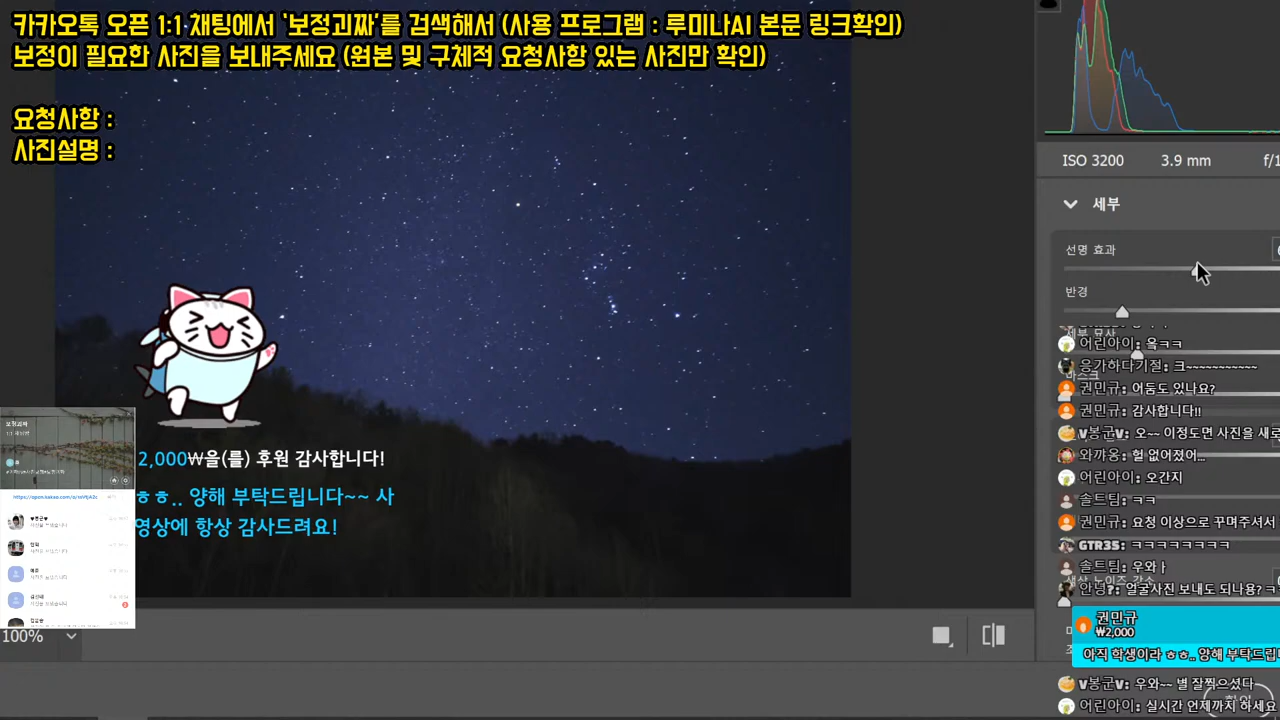 카카오톡 오픈 1:1 채팅에서 '보정괴짜'를 검색해서 (사용 프로그램 : 루미나AI 본문 링크확인)
보정이 필요한 사진을 보내주세요 (원본 및 구체적 요청사항 있는 사진만 확인)
요청사항 :
사진설명 :
ISO 3200 3.9 mm f/1
세부
선명 효과
반경
어린아이: 윽ㅋㅋ
응가하다기절: 크~~~~~~~~~~~
권민규: 어둠도 있나요?
권민규: 감사합니다!!
v봉군v: 오~~ 이정도면 사진을 새로
와까웅: 헐 없어졌어...
어린아이: 오간지
솔트팀: ㅋㅋ
권민규: 요청 이상으로 꾸며주셔서
GTR35: ㅋㅋㅋㅋㅋㅋㅋㅋ
솔트팀: 우와ㅏ
안녕?: 얼굴사진 보내도 되나용? ㅋ
권민규
₩2,000
아직 학생이라 ㅎㅎ.. 양해 부탁드립니
v봉군v: 우와~~ 별 잘찍으셨다
어린아이: 실시간 언제까지 하세요
2,000₩을(를) 후원 감사합니다!
ㅎㅎ.. 양해 부탁드립니다~~ 사
영상에 항상 감사드려요!
보정괴짜
100%